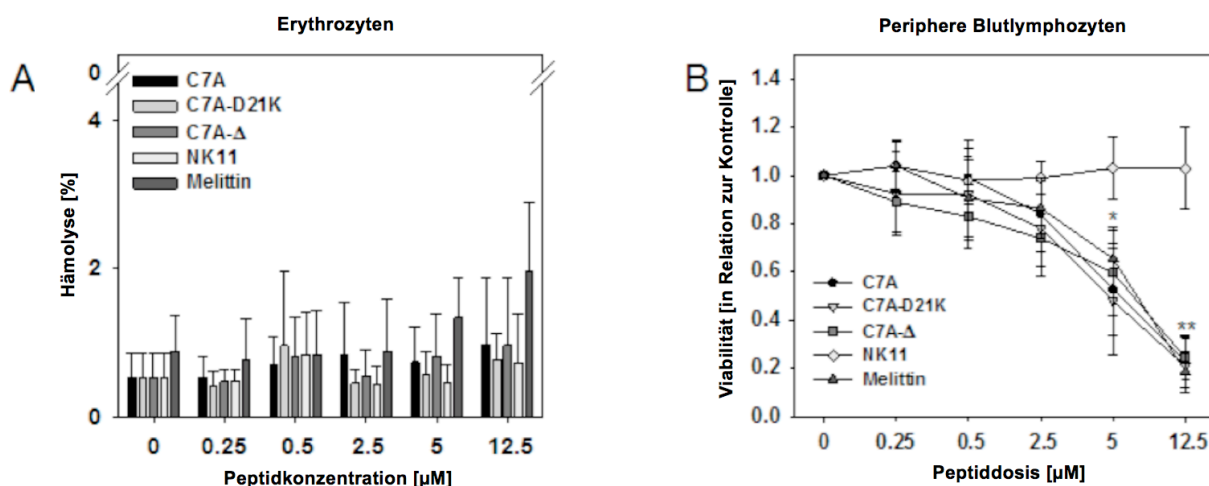 Erythrozyten
A
0
4
2
0
Hämolyse [%]
C7A
C7A-D21K
C7A-Δ
NK11
Melittin
0 0.25 0.5 2.5 5 12.5
Peptidkonzentration [µM]
Periphere Blutlymphozyten
B
1.4
1.2
1.0
0.8
0.6
0.4
0.2
0.0
Viabilität [in Relation zur Kontrolle]
*
**
C7A
C7A-D21K
C7A-Δ
NK11
Melittin
0 0.25 0.5 2.5 5 12.5
Peptiddosis [µM]